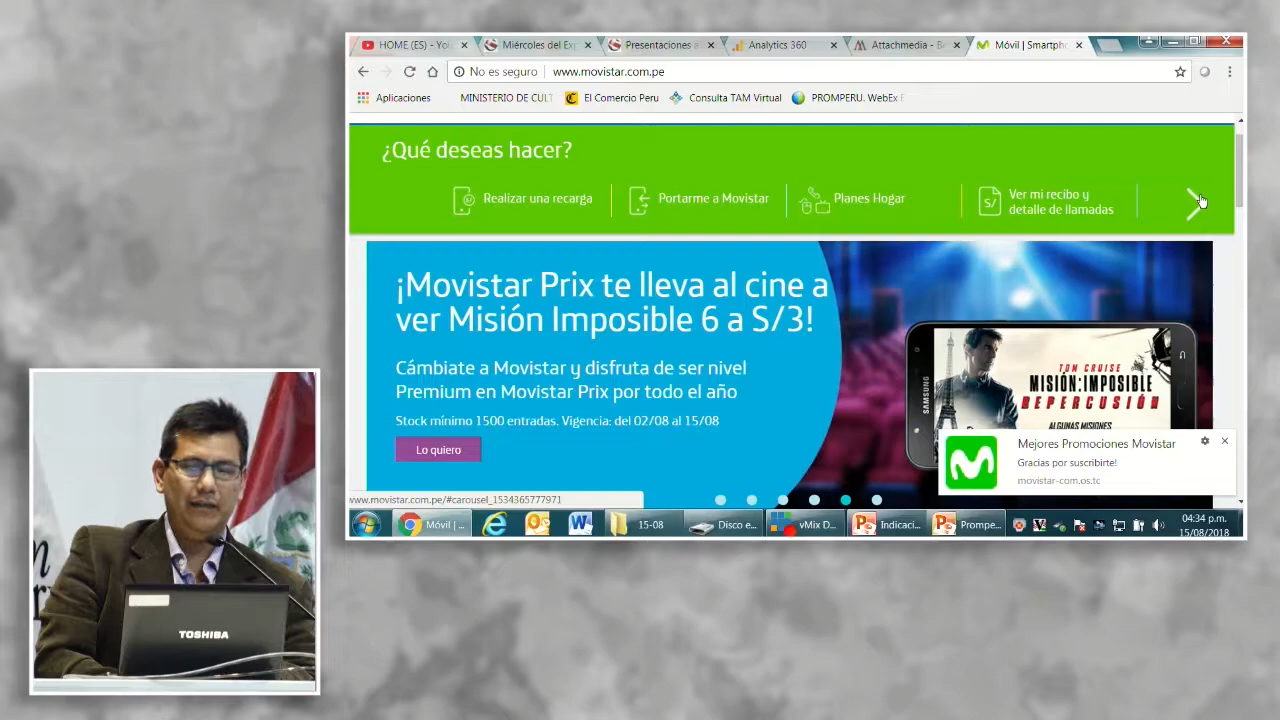 HOME (ES) - You
Miércoles del Exp
Presentaciones e
Analytics 360
Attachmedia - B
Móvil | Smartph
No es seguro
www.movistar.com.pe
Aplicaciones
MINISTERIO DE CULT
El Comercio Peru
Consulta TAM Virtual
PROMPERU. WebEx E
¿Qué deseas hacer?
Realizar una recarga
Portarme a Movistar
Planes Hogar
S/
Ver mi recibo y
detalle de llamadas
¡Movistar Prix te lleva al cine a
ver Misión Imposible 6 a S/3!
Cámbiate a Movistar y disfruta de ser nivel
Premium en Movistar Prix por todo el año
Stock mínimo 1500 entradas. Vigencia: del 02/08 al 15/08
Lo quiero
SAMSUNG
TOM CRUISE
MISIÓN:IMPOSIBLE
REPERCUSIÓN
ALGUNAS MISIONES
Mejores Promociones Movistar
Gracias por suscribirte!
movistar-com.os.tc
www.movistar.com.pe/#carousel_1534365777971
Móvil | ...
15-08
Disco e...
vMix D...
Indicaci...
Prompe...
04:34 p.m.
15/08/2018
TOSHIBA